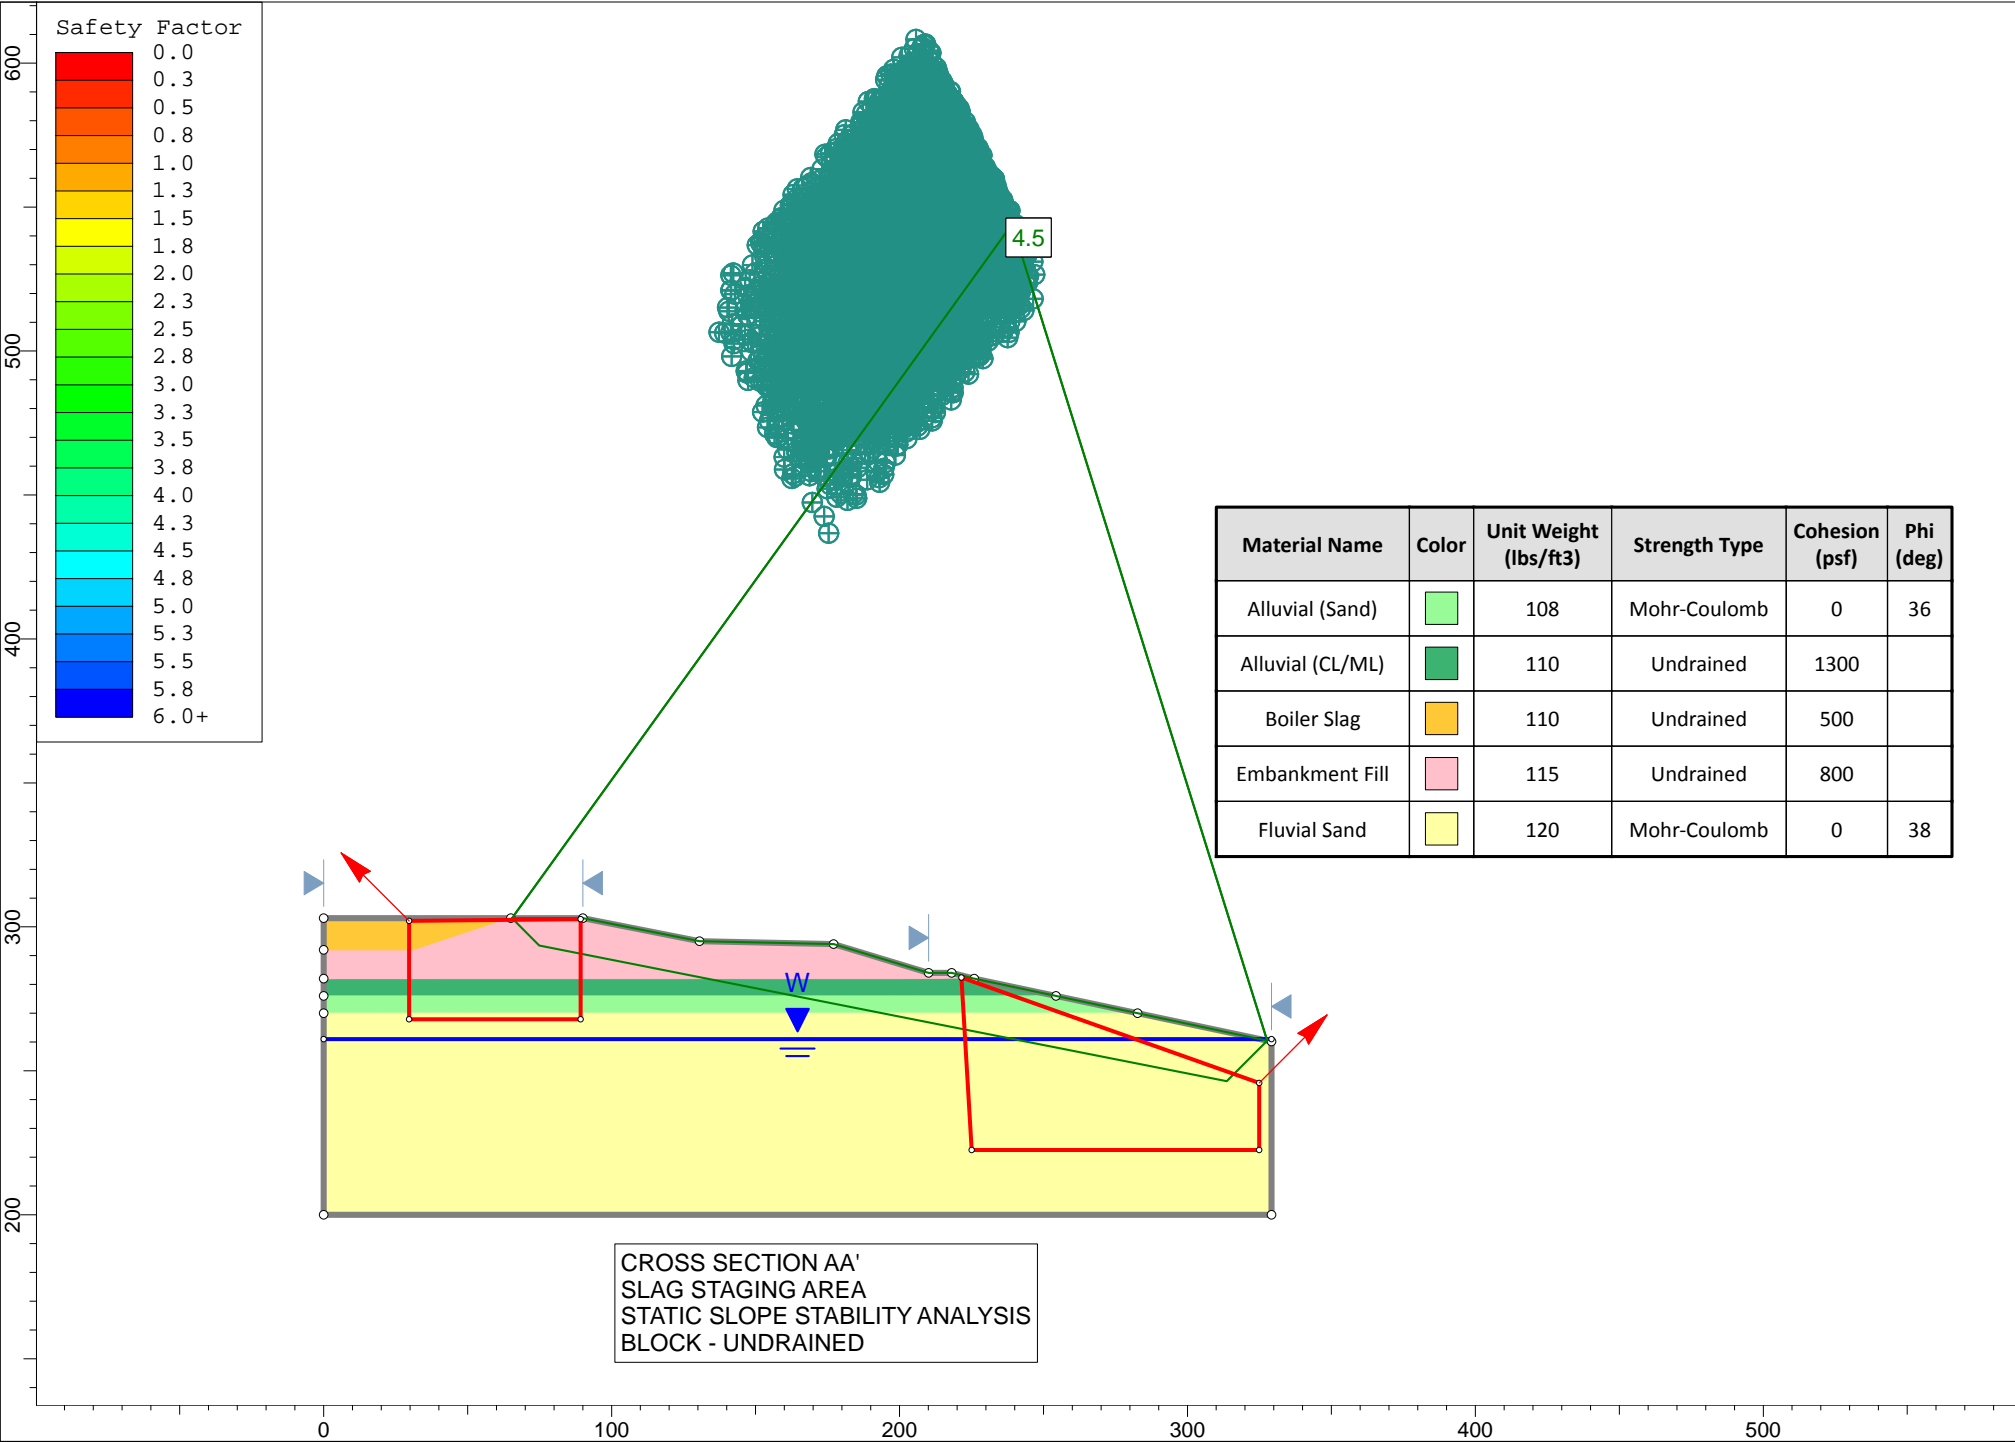 Safety Factor
0.0
0.3
0.5
0.8
1.0
1.3
1.5
1.8
2.0
2.3
2.5
2.8
3.0
3.3
3.5
3.8
4.0
4.3
4.5
4.8
5.0
5.3
5.5
5.8
6.0+
600
500
400
300
200
4.5
Material Name Color Unit Weight (lbs/ft3) Strength Type Cohesion (psf) Phi (deg)
Alluvial (Sand) 108 Mohr-Coulomb 0 36
Alluvial (CL/ML) 110 Undrained 1300
Boiler Slag 110 Undrained 500
Embankment Fill 115 Undrained 800
Fluvial Sand 120 Mohr-Coulomb 0 38
W
CROSS SECTION AA'
SLAG STAGING AREA
STATIC SLOPE STABILITY ANALYSIS
BLOCK - UNDRAINED
0 100 200 300 400 500